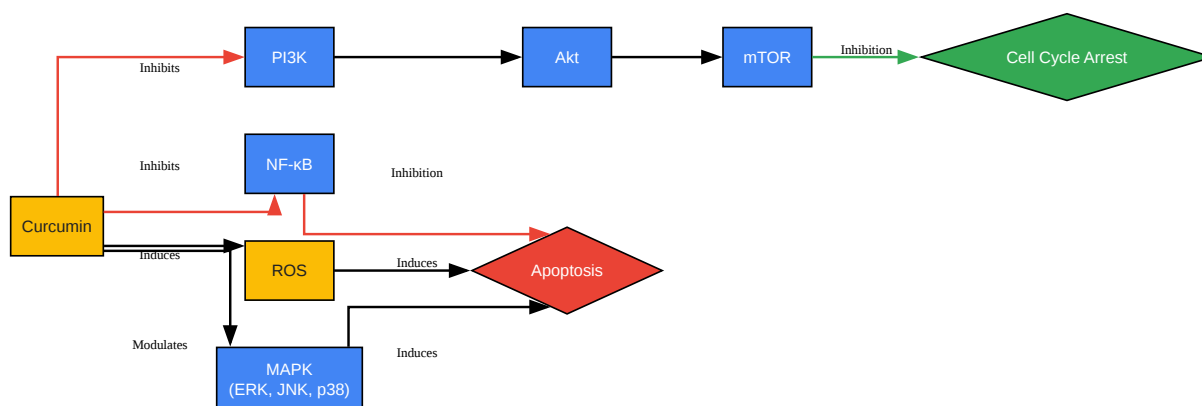 PI3K
Akt
mTOR
Inhibition
Cell Cycle Arrest
Inhibits
NF-κB
Inhibits
Inhibition
Curcumin
Induces
ROS
Induces
Apoptosis
Modulates
MAPK
(ERK, JNK, p38)
Induces